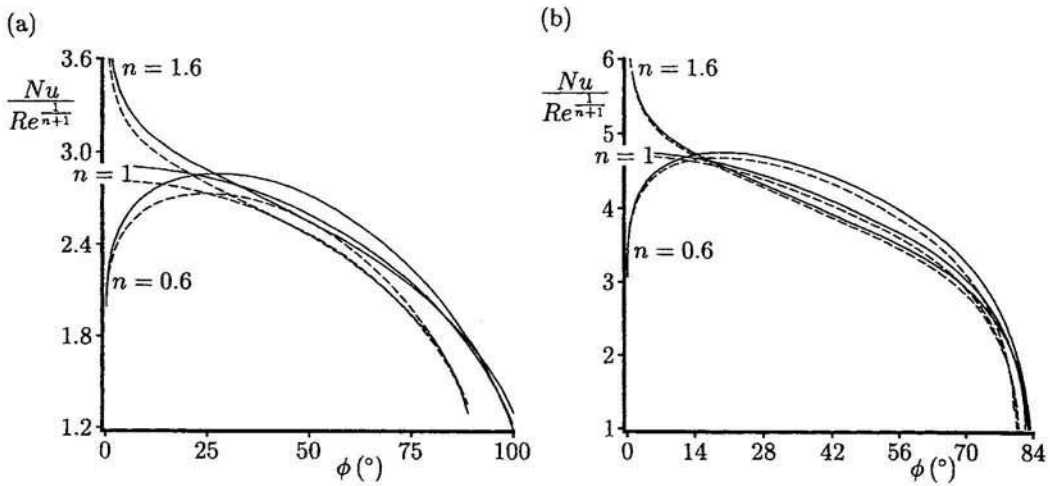 (a)
3.6
Nu
Re^{\frac{1}{n+1}}
3.0
n = 1
2.4
1.8
1.2
n = 1.6
n = 0.6
0 25 50 75 100
ϕ (°)
(b)
6
Nu
Re^{\frac{1}{n+1}}
5
n = 1
4
3
2
1
n = 1.6
n = 0.6
0 14 28 42 56 70 84
ϕ (°)